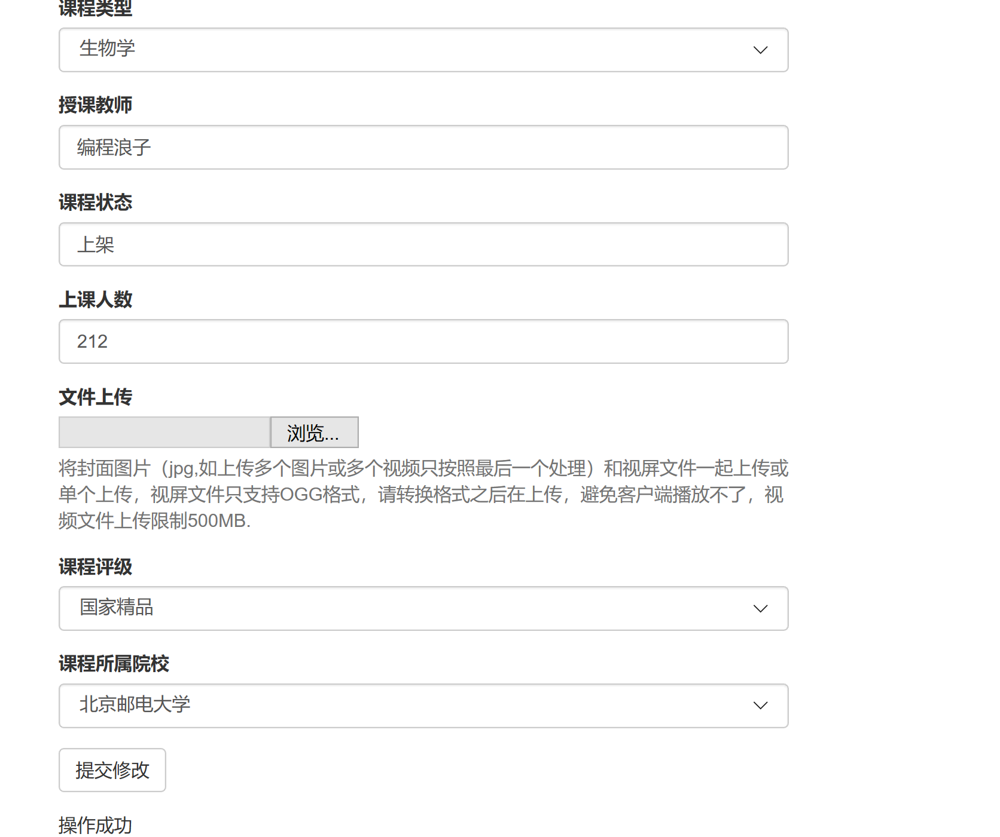 课程类型
生物学
授课教师
编程浪子
课程状态
上架
上课人数
212
文件上传
浏览...
将封面图片（jpg,如上传多个图片或多个视频只按照最后一个处理）和视屏文件一起上传或
单个上传，视屏文件只支持OGG格式，请转换格式之后在上传，避免客户端播放不了，视
频文件上传限制500MB.
课程评级
国家精品
课程所属院校
北京邮电大学
提交修改
操作成功